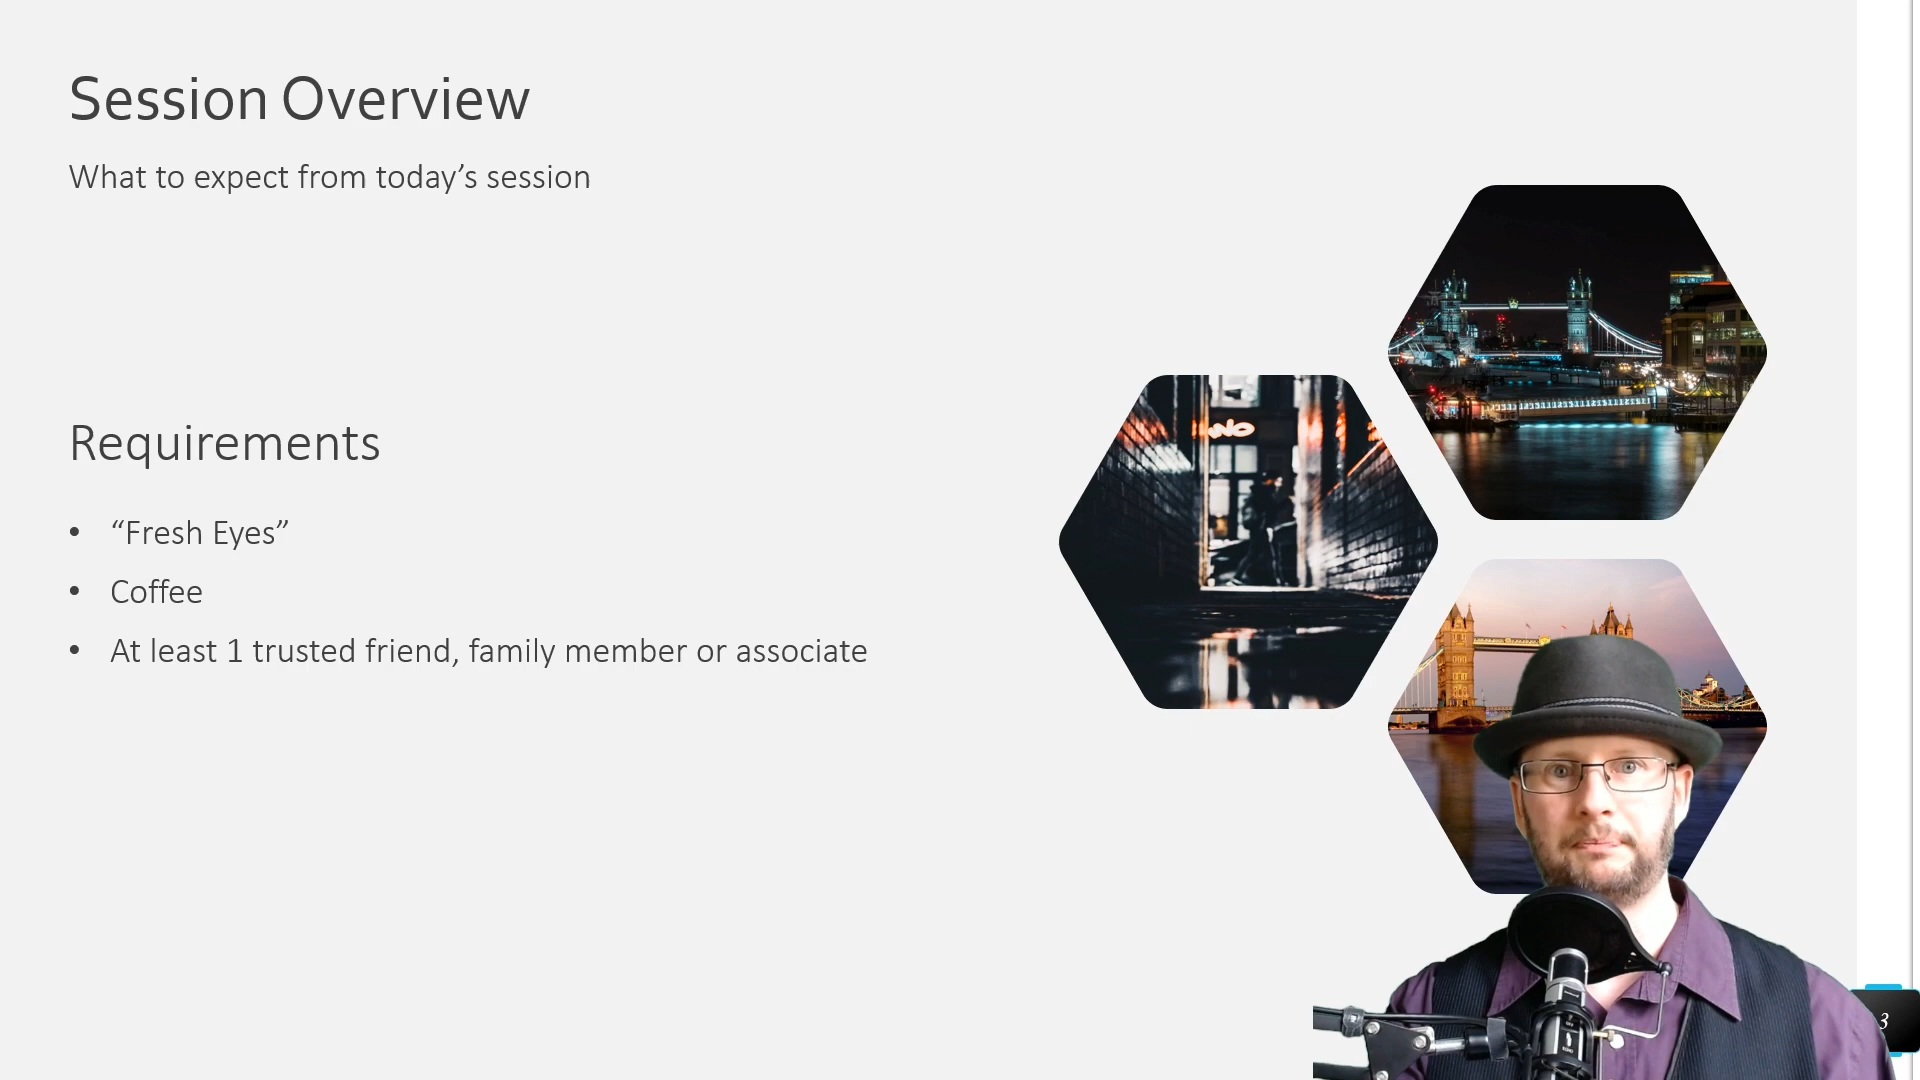 Session Overview
What to expect from today’s session
Requirements
• “Fresh Eyes”
• Coffee
• At least 1 trusted friend, family member or associate
3